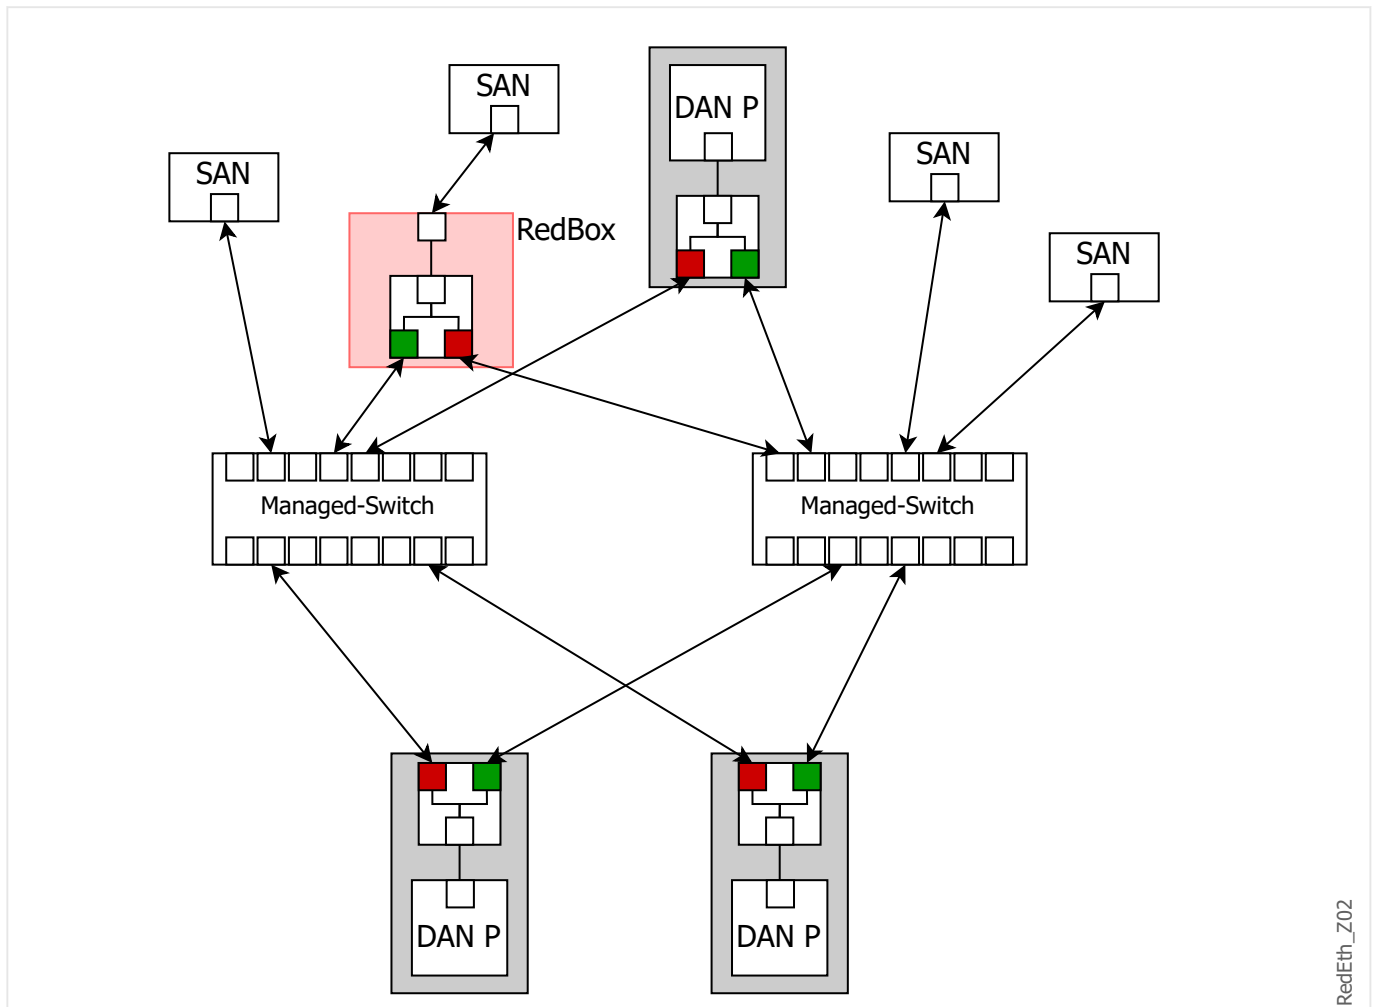 SAN
DAN P
SAN
SAN
RedBox
SAN
Managed-Switch
Managed-Switch
DAN P
DAN P
RedEth_Z02